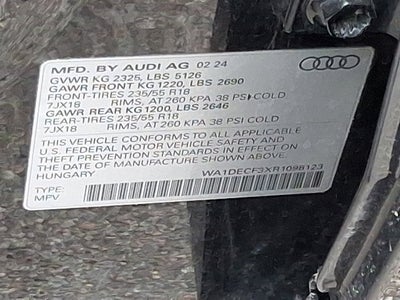 MFD. BY AUDI AG 02 24
GVWR KG 2325, LBS 5126
GAWR FRONT KG 1220, LBS 2690
FRONT-TIRES 235/55 R18
7JX18 RIMS, AT 260 KPA 38 PSI COLD
GAWR REAR KG 1200, LBS 2646
REAR-TIRES 235/55 R18
7JX18 RIMS, AT 260 KPA 38 PSI COLD
THIS VEHICLE CONFORMS TO ALL APPLICABLE
U.S. FEDERAL MOTOR VEHICLE SAFETY AND
THEFT PREVENTION STANDARDS IN EFFECT ON
THE DATE OF MANUFACTURE SHOWN ABOVE.
HUNGARY WA1DECF3XR1098123
TYPE:
MPV